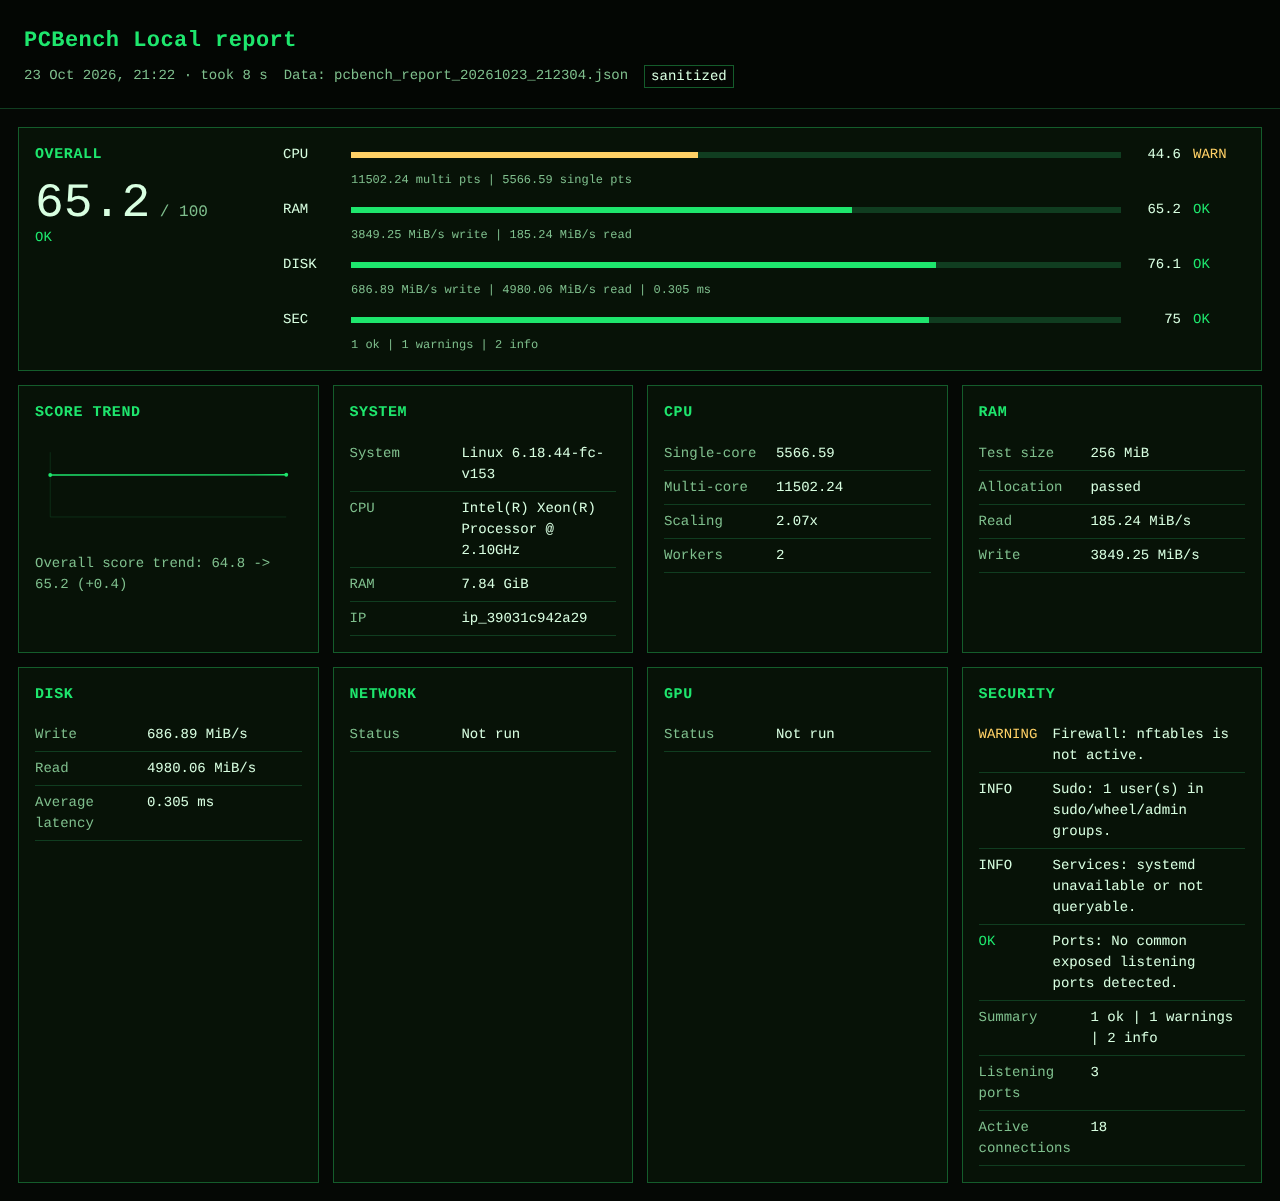 PCBench Local report
23 Oct 2026, 21:22 · took 8 s Data: pcbench_report_20261023_212304.json sanitized
OVERALL
65.2 / 100
OK
CPU 44.6 WARN
11502.24 multi pts | 5566.59 single pts
RAM 65.2 OK
3849.25 MiB/s write | 185.24 MiB/s read
DISK 76.1 OK
686.89 MiB/s write | 4980.06 MiB/s read | 0.305 ms
SEC 75 OK
1 ok | 1 warnings | 2 info
SCORE TREND
Overall score trend: 64.8 ->
65.2 (+0.4)
SYSTEM
System Linux 6.18.44-fc-
v153
CPU Intel(R) Xeon(R)
Processor @
2.10GHz
RAM 7.84 GiB
IP ip_39031c942a29
CPU
Single-core 5566.59
Multi-core 11502.24
Scaling 2.07x
Workers 2
RAM
Test size 256 MiB
Allocation passed
Read 185.24 MiB/s
Write 3849.25 MiB/s
DISK
Write 686.89 MiB/s
Read 4980.06 MiB/s
Average 0.305 ms
latency
NETWORK
Status Not run
GPU
Status Not run
SECURITY
WARNING Firewall: nftables is
not active.
INFO Sudo: 1 user(s) in
sudo/wheel/admin
groups.
INFO Services: systemd
unavailable or not
queryable.
OK Ports: No common
exposed listening
ports detected.
Summary 1 ok | 1 warnings
| 2 info
Listening 3
ports
Active 18
connections